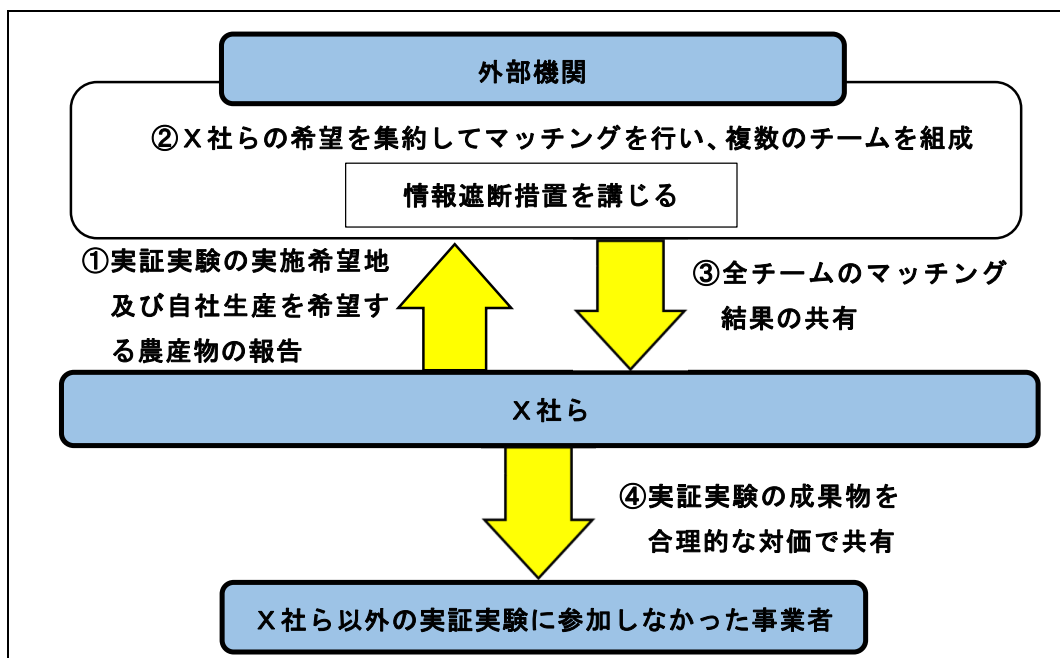 外部機関
②X社らの希望を集約してマッチングを行い、複数のチームを組成
情報遮断措置を講じる
①実証実験の実施希望地
及び自社生産を希望す
る農産物の報告
③全チームのマッチング
結果の共有
X社ら
④実証実験の成果物を
合理的な対価で共有
X社ら以外の実証実験に参加しなかった事業者